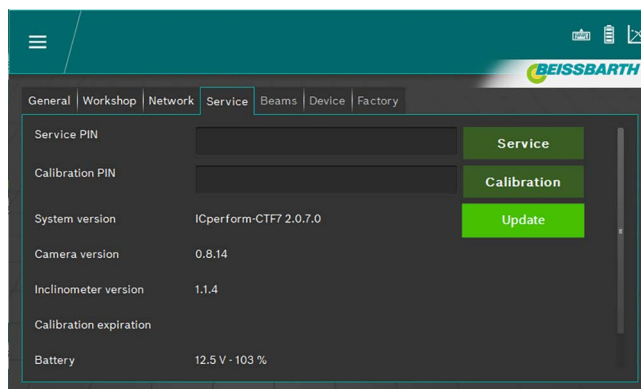 BEISSBARTH
General Workshop Network Service Beams Device Factory
Service PIN Service
Calibration PIN Calibration
System version ICperform-CTF7 2.0.7.0 Update
Camera version 0.8.14
Inclinometer version 1.1.4
Calibration expiration
Battery 12.5 V - 103 %